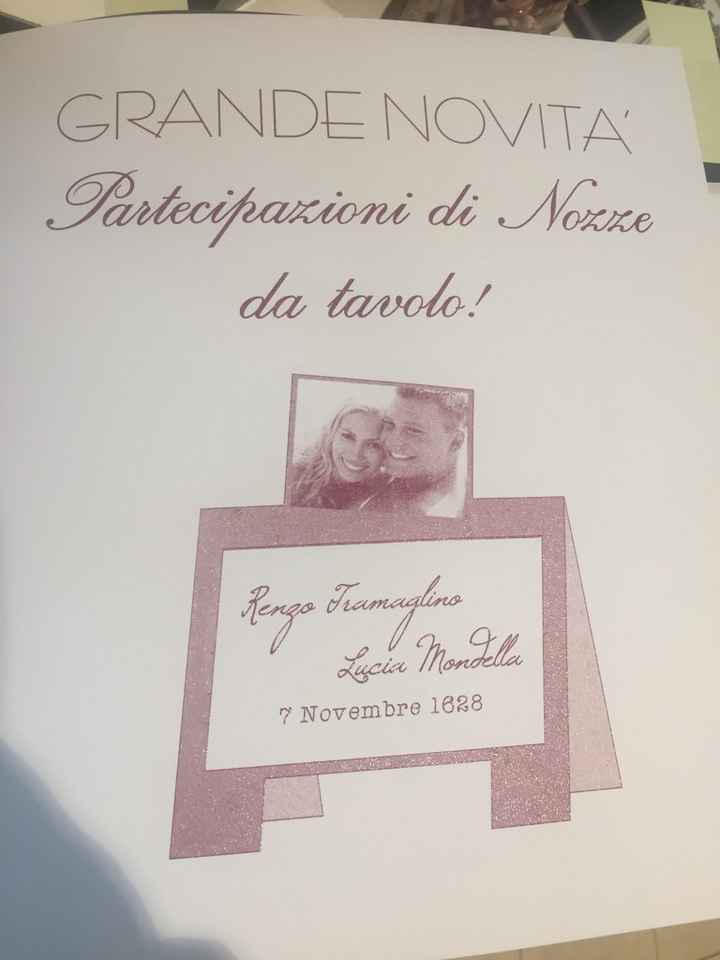 GRANDE NOVITA'
Partecipazioni di Nozze
da tavolo!
Renzo Tramaglino
Lucia Mondella
7 Novembre 1628